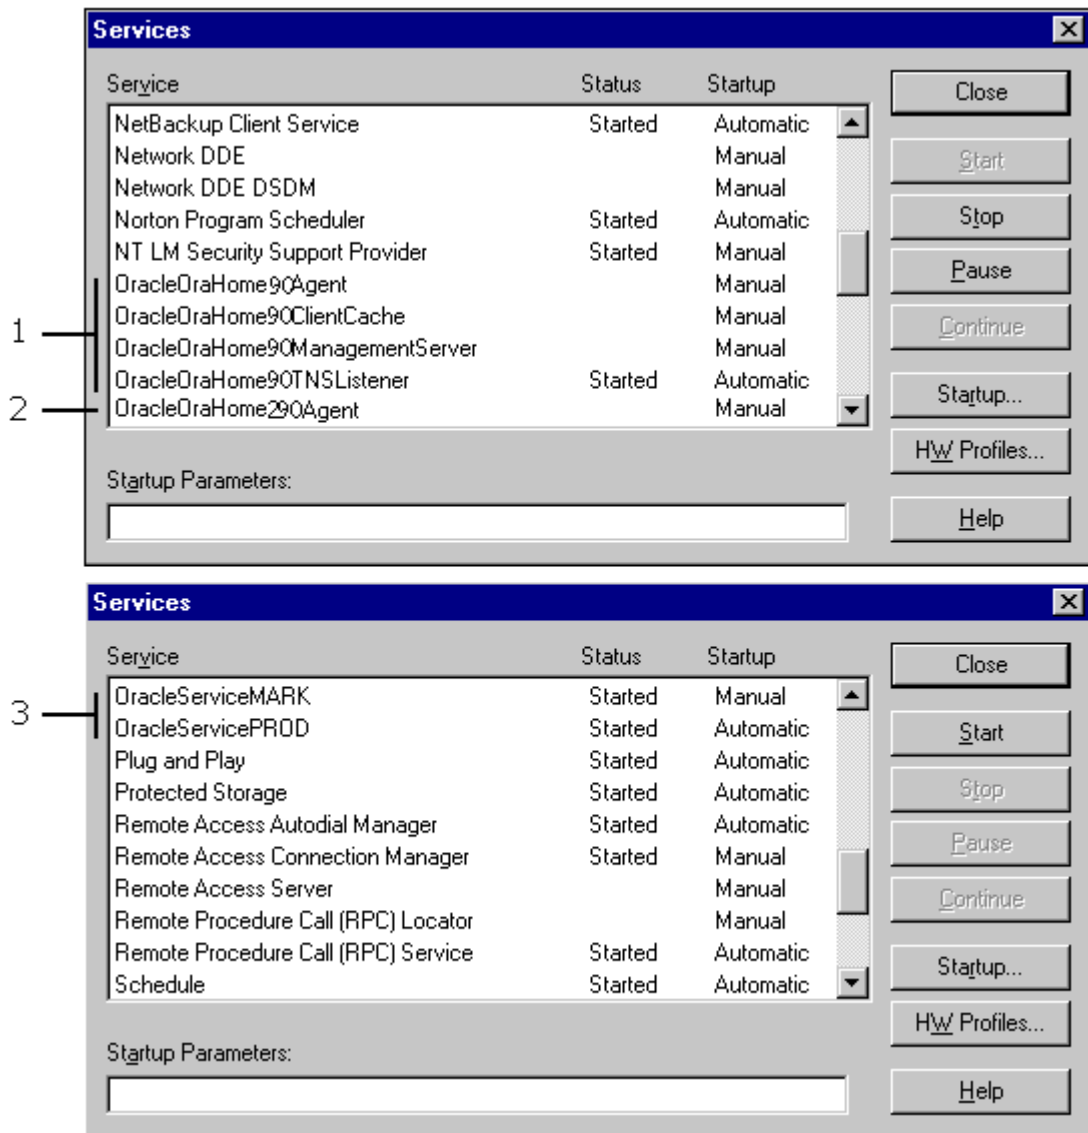 Services
Service Status Startup
NetBackup Client Service Started Automatic
Network DDE Manual
Network DDE DSDM Manual
Norton Program Scheduler Started Automatic
NT LM Security Support Provider Started Manual
OracleOraHome90Agent Manual
OracleOraHome90ClientCache Manual
OracleOraHome90ManagementServer Manual
OracleOraHome90TNSListener Started Automatic
OracleOraHome290Agent Manual
1
2
Startup Parameters:
Close
Start
Stop
Pause
Continue
Startup...
HW Profiles...
Help
Services
Service Status Startup
OracleServiceMARK Started Manual
OracleServicePROD Started Automatic
Plug and Play Started Automatic
Protected Storage Started Automatic
Remote Access Autodial Manager Started Automatic
Remote Access Connection Manager Started Manual
Remote Access Server Manual
Remote Procedure Call (RPC) Locator Manual
Remote Procedure Call (RPC) Service Started Automatic
Schedule Started Automatic
3
Startup Parameters:
Close
Start
Stop
Pause
Continue
Startup...
HW Profiles...
Help